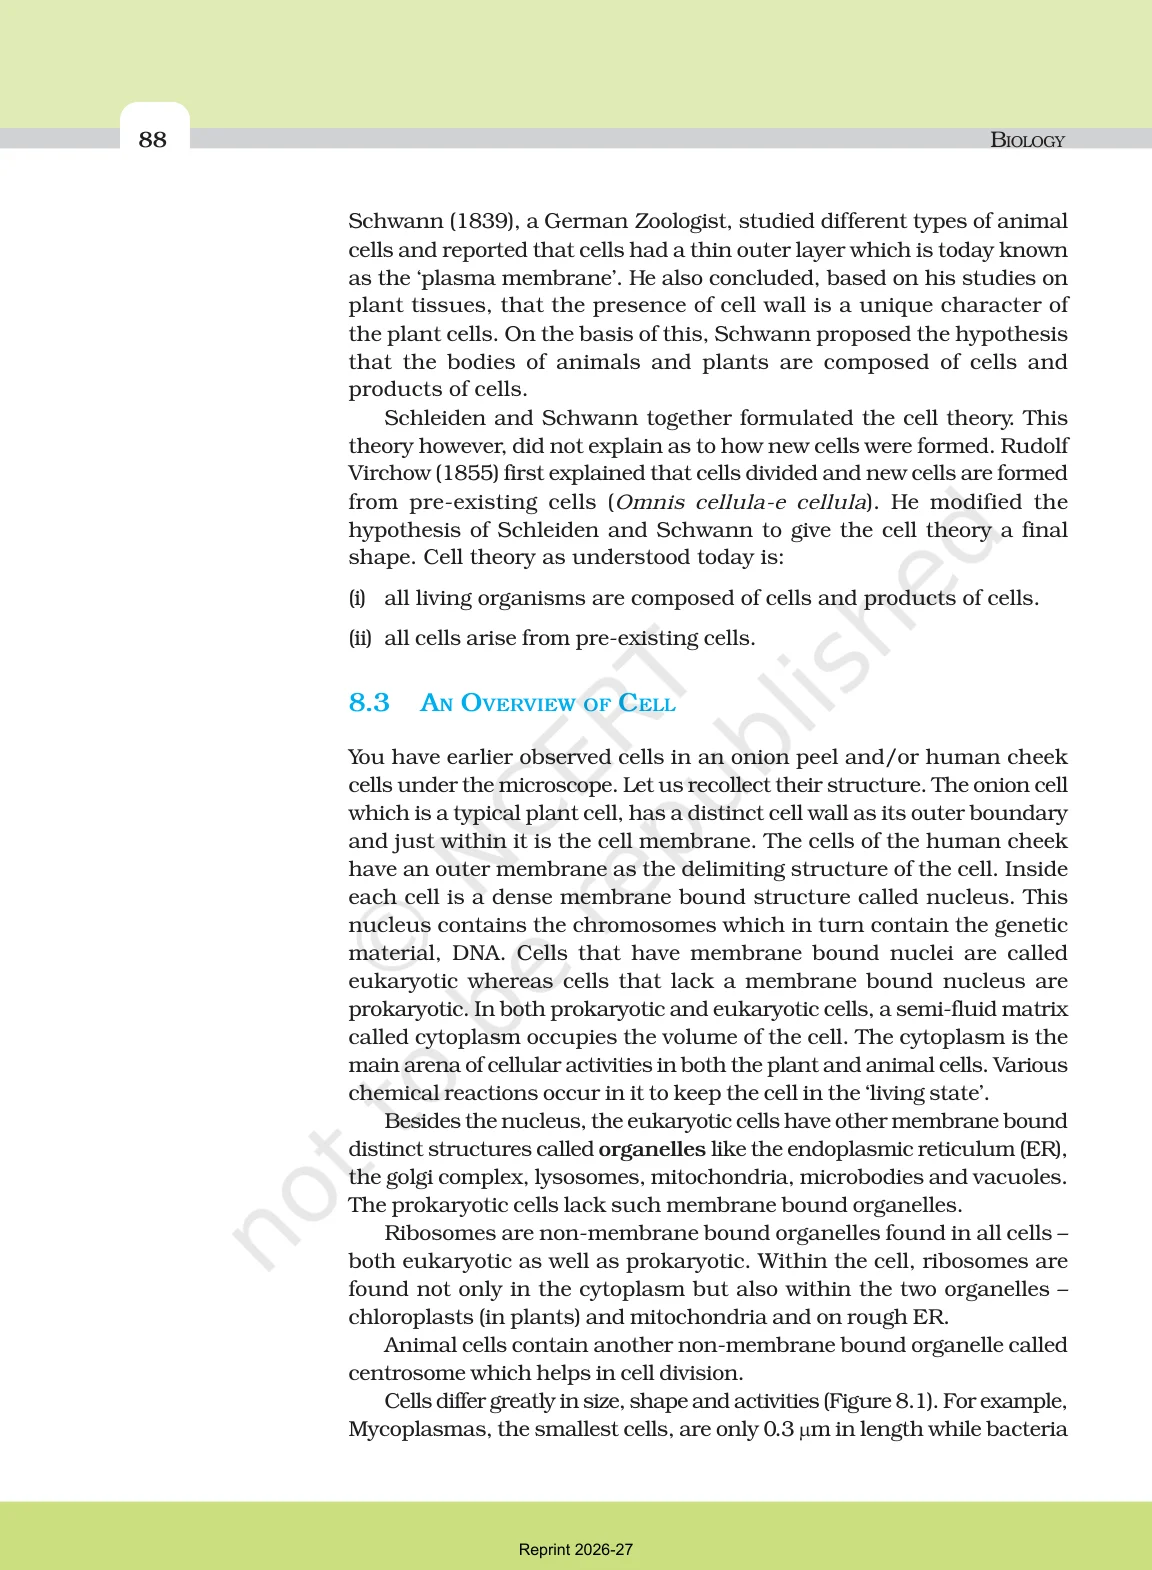 88
BIOLOGY
Schwann (1839), a German Zoologist, studied different types of animal
cells and reported that cells had a thin outer layer which is today known
as the ‘plasma membrane’. He also concluded, based on his studies on
plant tissues, that the presence of cell wall is a unique character of
the plant cells. On the basis of this, Schwann proposed the hypothesis
that the bodies of animals and plants are composed of cells and
products of cells.
Schleiden and Schwann together formulated the cell theory. This
theory however, did not explain as to how new cells were formed. Rudolf
Virchow (1855) first explained that cells divided and new cells are formed
from pre-existing cells (Omnis cellula-e cellula). He modified the
hypothesis of Schleiden and Schwann to give the cell theory a final
shape. Cell theory as understood today is:
(i) all living organisms are composed of cells and products of cells.
(ii) all cells arise from pre-existing cells.
8.3 AN OVERVIEW OF CELL
You have earlier observed cells in an onion peel and/or human cheek
cells under the microscope. Let us recollect their structure. The onion cell
which is a typical plant cell, has a distinct cell wall as its outer boundary
and just within it is the cell membrane. The cells of the human cheek
have an outer membrane as the delimiting structure of the cell. Inside
each cell is a dense membrane bound structure called nucleus. This
nucleus contains the chromosomes which in turn contain the genetic
material, DNA. Cells that have membrane bound nuclei are called
eukaryotic whereas cells that lack a membrane bound nucleus are
prokaryotic. In both prokaryotic and eukaryotic cells, a semi-fluid matrix
called cytoplasm occupies the volume of the cell. The cytoplasm is the
main arena of cellular activities in both the plant and animal cells. Various
chemical reactions occur in it to keep the cell in the ‘living state’.
Besides the nucleus, the eukaryotic cells have other membrane bound
distinct structures called organelles like the endoplasmic reticulum (ER),
the golgi complex, lysosomes, mitochondria, microbodies and vacuoles.
The prokaryotic cells lack such membrane bound organelles.
Ribosomes are non-membrane bound organelles found in all cells –
both eukaryotic as well as prokaryotic. Within the cell, ribosomes are
found not only in the cytoplasm but also within the two organelles –
chloroplasts (in plants) and mitochondria and on rough ER.
Animal cells contain another non-membrane bound organelle called
centrosome which helps in cell division.
Cells differ greatly in size, shape and activities (Figure 8.1). For example,
Mycoplasmas, the smallest cells, are only 0.3 μm in length while bacteria
© NCERT
not to be republished
Reprint 2026-27